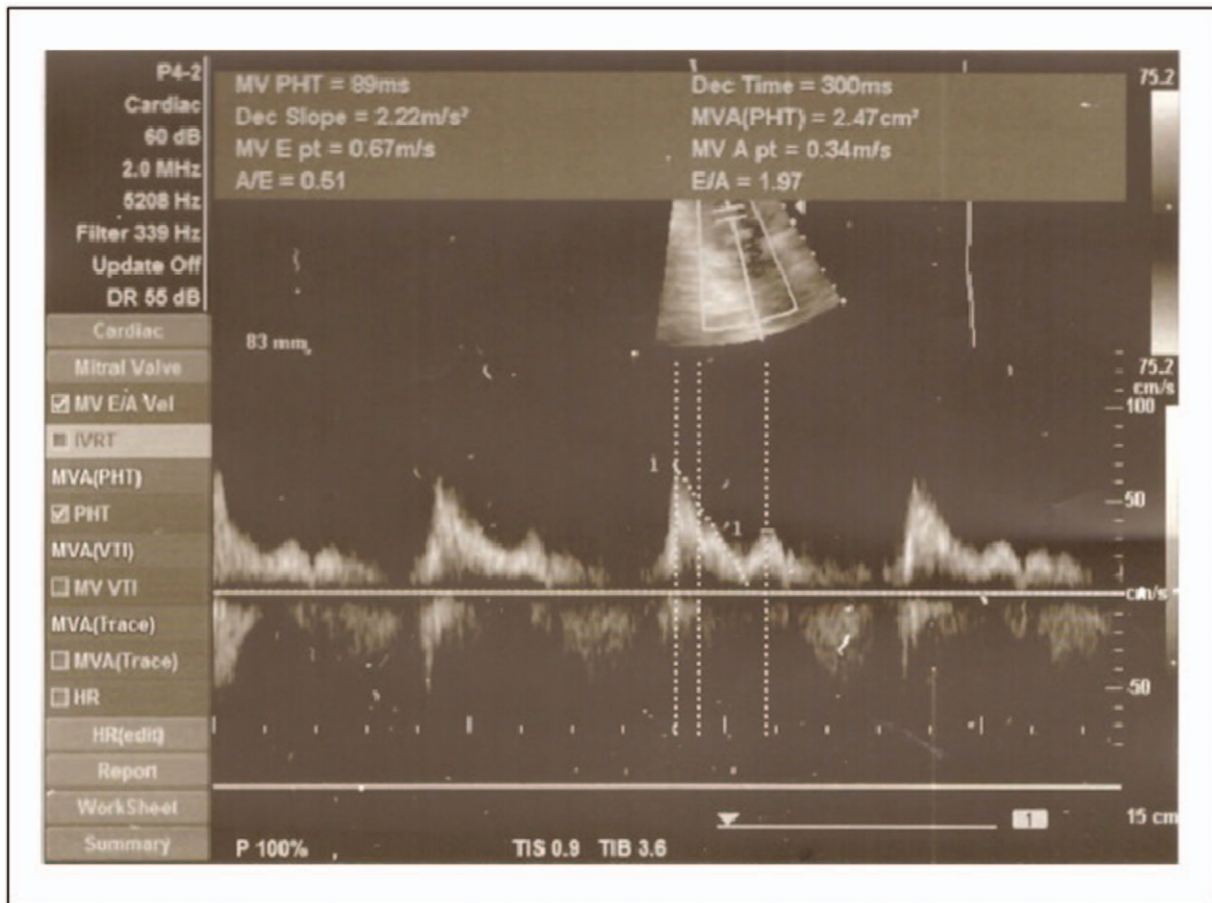 P4-2
Cardiac
60 dB
2.0 MHz
5208 Hz
Filter 339 Hz
Update Off
DR 55 dB
MV PHT = 89ms
Dec Slope = 2.22m/s²
MV E pt = 0.67m/s
A/E = 0.51
Dec Time = 300ms
MVA(PHT) = 2.47cm²
MV A pt = 0.34m/s
E/A = 1.97
75.2
75.2
cm/s
83 mm
Cardiac
Mitral Valve
MV E/A Vel
IVRT
MVA(PHT)
PHT
MVA(VTI)
MV VTI
MVA(Trace)
MVA(Trace)
HR
HR(edit)
Report
WorkSheet
Summary
1
1
100
50
cm/s
-50
1
15 cm
P 100%
TIS 0.9 TIB 3.6